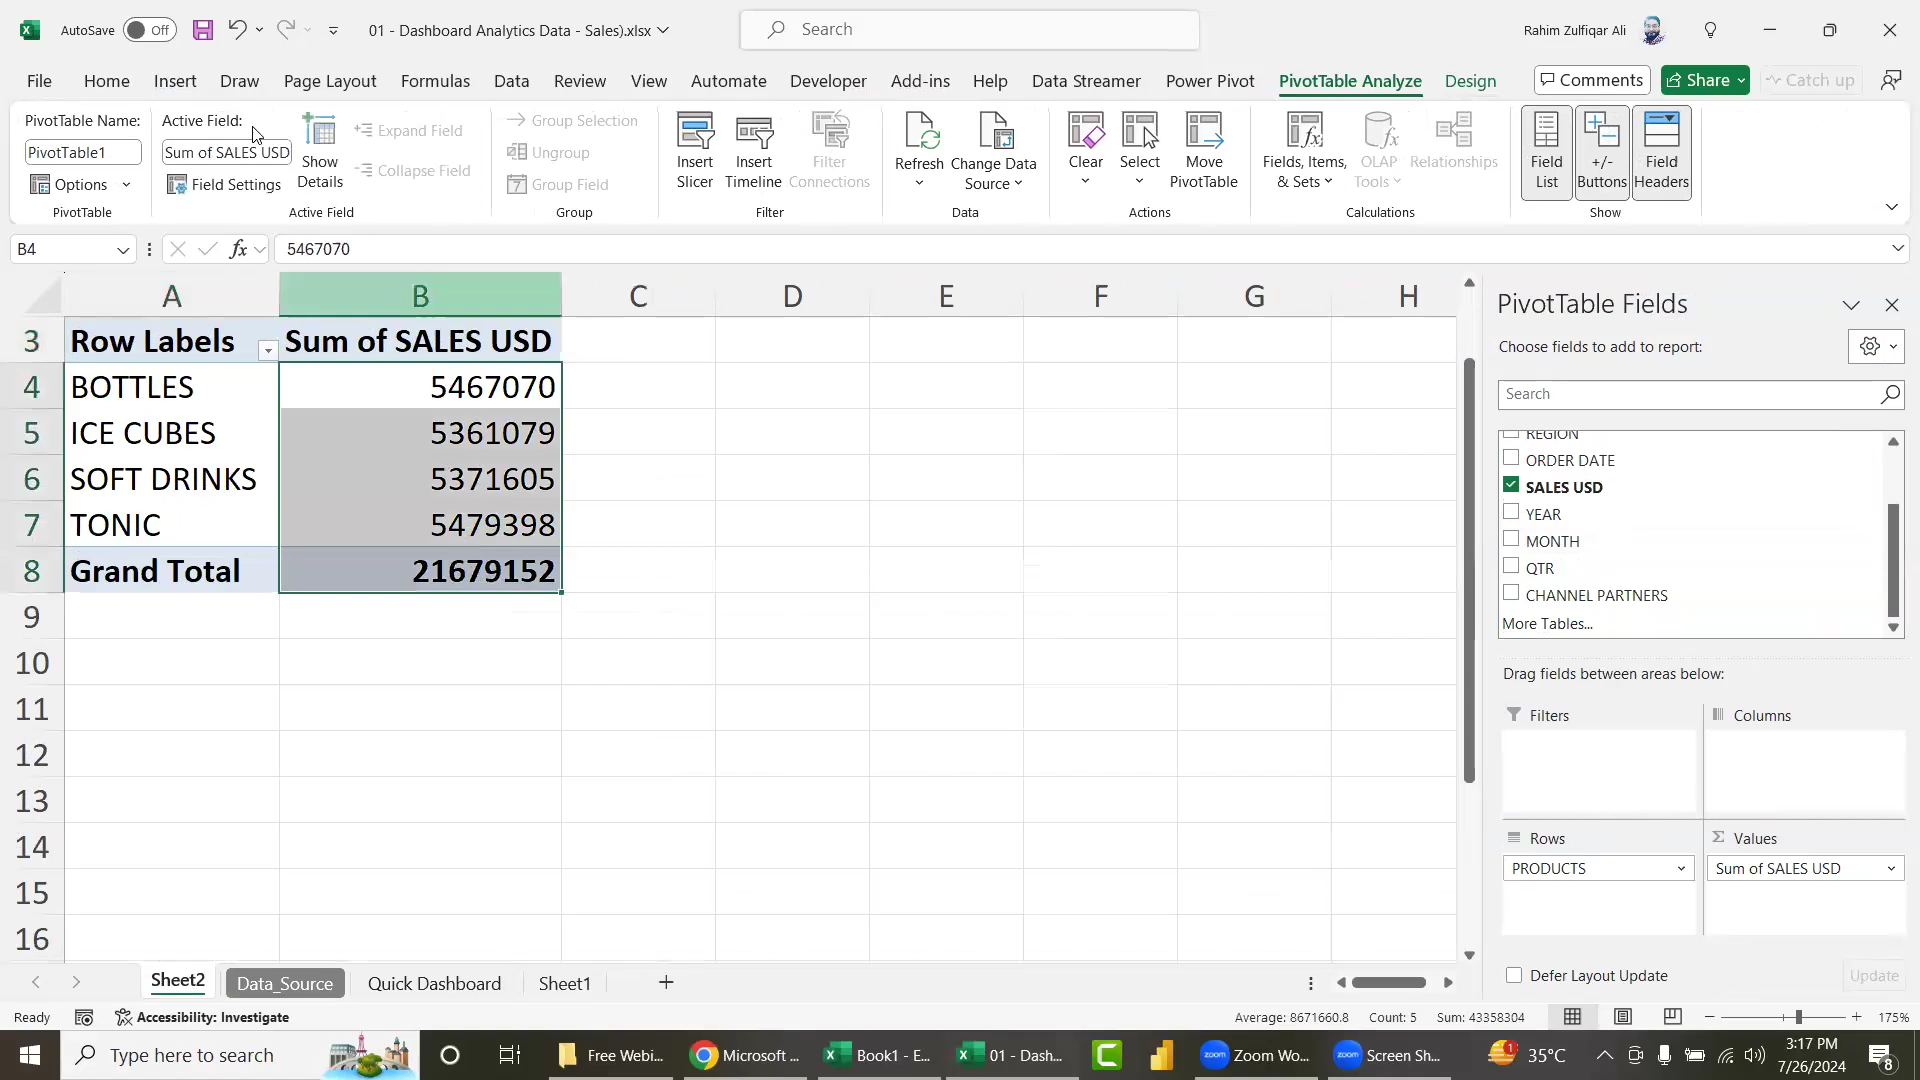 AutoSave Off 01 - Dashboard Analytics Data - Sales).xlsx Search Rahim Zulfiqar Ali
File Home Insert Draw Page Layout Formulas Data Review View Automate Developer Add-ins Help Data Streamer Power Pivot PivotTable Analyze Design Comments Share Catch up
PivotTable Name:
PivotTable1
Options
PivotTable
Active Field:
Sum of SALES USD
Field Settings
Show
Details
Expand Field
Collapse Field
Active Field
Group Selection
Ungroup
7 Group Field
Group
Insert
Slicer
Insert
Timeline
Filter
Connections
Filter
Refresh
Change Data
Source
Data
Clear
Select
Move
PivotTable
Actions
Fields, Items,
& Sets
OLAP
Tools
Relationships
Calculations
Field
List
+/-
Buttons
Field
Headers
Show
B4 fx 5467070
A B C D E F G H
3 Row Labels Sum of SALES USD
4 BOTTLES 5467070
5 ICE CUBES 5361079
6 SOFT DRINKS 5371605
7 TONIC 5479398
8 Grand Total 21679152
9
10
11
12
13
14
15
16
PivotTable Fields
Choose fields to add to report:
Search
REGION
ORDER DATE
SALES USD
YEAR
MONTH
QTR
CHANNEL PARTNERS
More Tables...
Drag fields between areas below:
Filters Columns
Rows Σ Values
PRODUCTS Sum of SALES USD
Defer Layout Update Update
Sheet2 Data_Source Quick Dashboard Sheet1
Ready Accessibility: Investigate Average: 8671660.8 Count: 5 Sum: 43358304 175%
Type here to search Free Webi... Microsoft ... Book1 - E... 01 - Dash... zoom Zoom Wo... zoom Screen Sh... 1 35°C 3:17 PM
7/26/2024 8